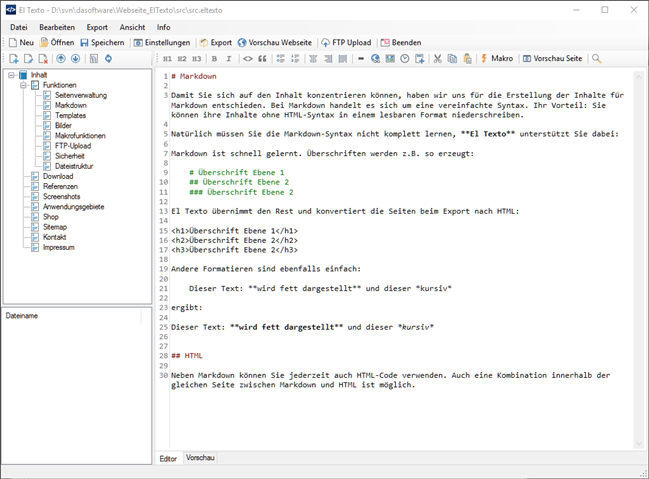 El Texto - D:\svn\dasoftware\Webseite_ElTexto\src\src.eltexto
Datei Bearbeiten Export Ansicht Info
Neu Öffnen Speichern Einstellungen Export Vorschau Webseite FTP Upload Beenden
H1 H2 H3 B I Makro Vorschau Seite
Inhalt
Funktionen
Seitenverwaltung
Markdown
Templates
Bilder
Makrofunktionen
FTP-Upload
Sicherheit
Dateistruktur
Download
Referenzen
Screenshots
Anwendungsgebiete
Shop
Sitemap
Kontakt
Impressum
Dateiname
1 # Markdown
2
3 Damit Sie sich auf den Inhalt konzentrieren können, haben wir uns für die Erstellung der Inhalte für
Markdown entschieden. Bei Markdown handelt es sich um eine vereinfachte Syntax. Ihr Vorteil: Sie
können ihre Inhalte ohne HTML-Syntax in einem lesbaren Format niederschreiben.
4
5 Natürlich müssen Sie die Markdown-Syntax nicht komplett lernen, **El Texto** unterstützt Sie dabei:
6
7 Markdown ist schnell gelernt. Überschriften werden z.B. so erzeugt:
8
9 # Überschrift Ebene 1
10 ## Überschrift Ebene 2
11 ### Überschrift Ebene 2
12
13 El Texto übernimmt den Rest und konvertiert die Seiten beim Export nach HTML:
14
15 <h1>Überschrift Ebene 1</h1>
16 <h2>Überschrift Ebene 2</h2>
17 <h3>Überschrift Ebene 2</h3>
18
19 Andere Formatieren sind ebenfalls einfach:
20
21 Dieser Text: **wird fett dargestellt** und dieser *kursiv*
22
23 ergibt:
24
25 Dieser Text: **wird fett dargestellt** und dieser *kursiv*
26
27
28 ## HTML
29
30 Neben Markdown können Sie jederzeit auch HTML-Code verwenden. Auch eine Kombination innerhalb der
gleichen Seite zwischen Markdown und HTML ist möglich.
Editor Vorschau